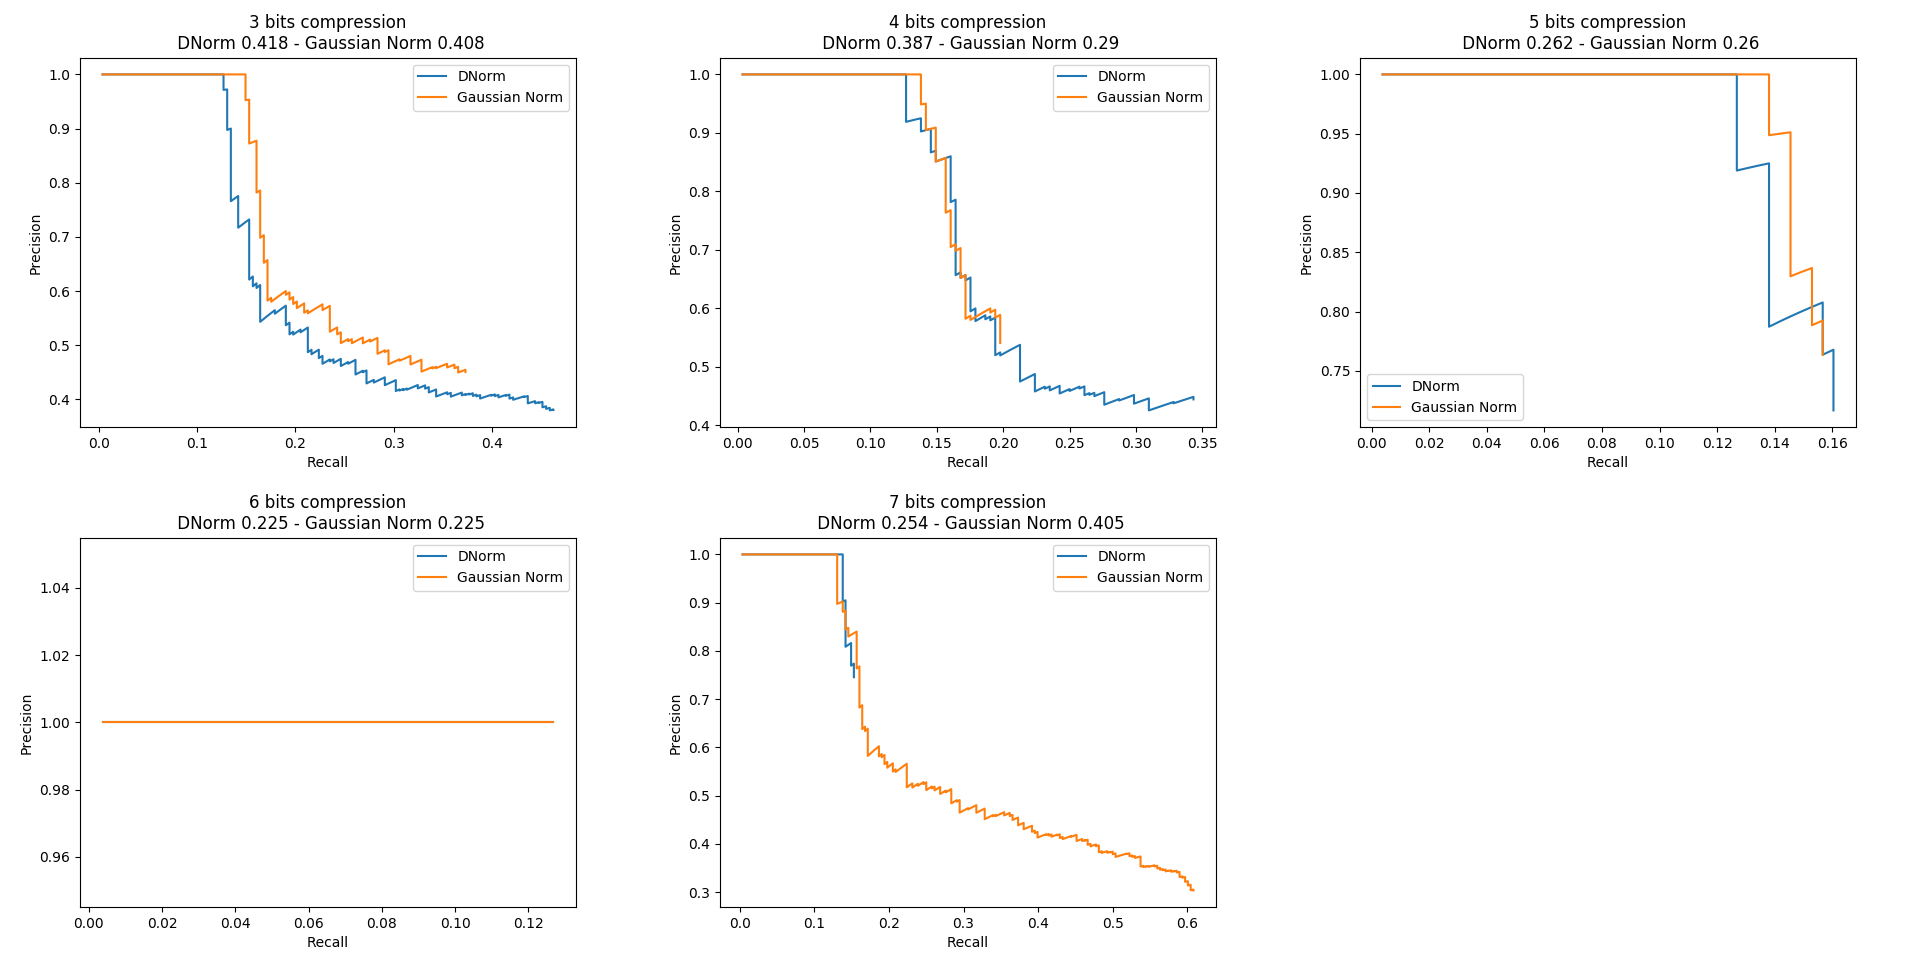 3 bits compression
DNorm 0.418 - Gaussian Norm 0.408
1.0
0.9
0.8
0.7
0.6
0.5
0.4
Precision
DNorm
Gaussian Norm
0.0 0.1 0.2 0.3 0.4
Recall
4 bits compression
DNorm 0.387 - Gaussian Norm 0.29
1.0
0.9
0.8
0.7
0.6
0.5
0.4
Precision
DNorm
Gaussian Norm
0.00 0.05 0.10 0.15 0.20 0.25 0.30 0.35
Recall
5 bits compression
DNorm 0.262 - Gaussian Norm 0.26
1.00
0.95
0.90
0.85
0.80
0.75
Precision
DNorm
Gaussian Norm
0.00 0.02 0.04 0.06 0.08 0.10 0.12 0.14 0.16
Recall
6 bits compression
DNorm 0.225 - Gaussian Norm 0.225
1.04
1.02
1.00
0.98
0.96
Precision
DNorm
Gaussian Norm
0.00 0.02 0.04 0.06 0.08 0.10 0.12
Recall
7 bits compression
DNorm 0.254 - Gaussian Norm 0.405
1.0
0.9
0.8
0.7
0.6
0.5
0.4
0.3
Precision
DNorm
Gaussian Norm
0.0 0.1 0.2 0.3 0.4 0.5 0.6
Recall